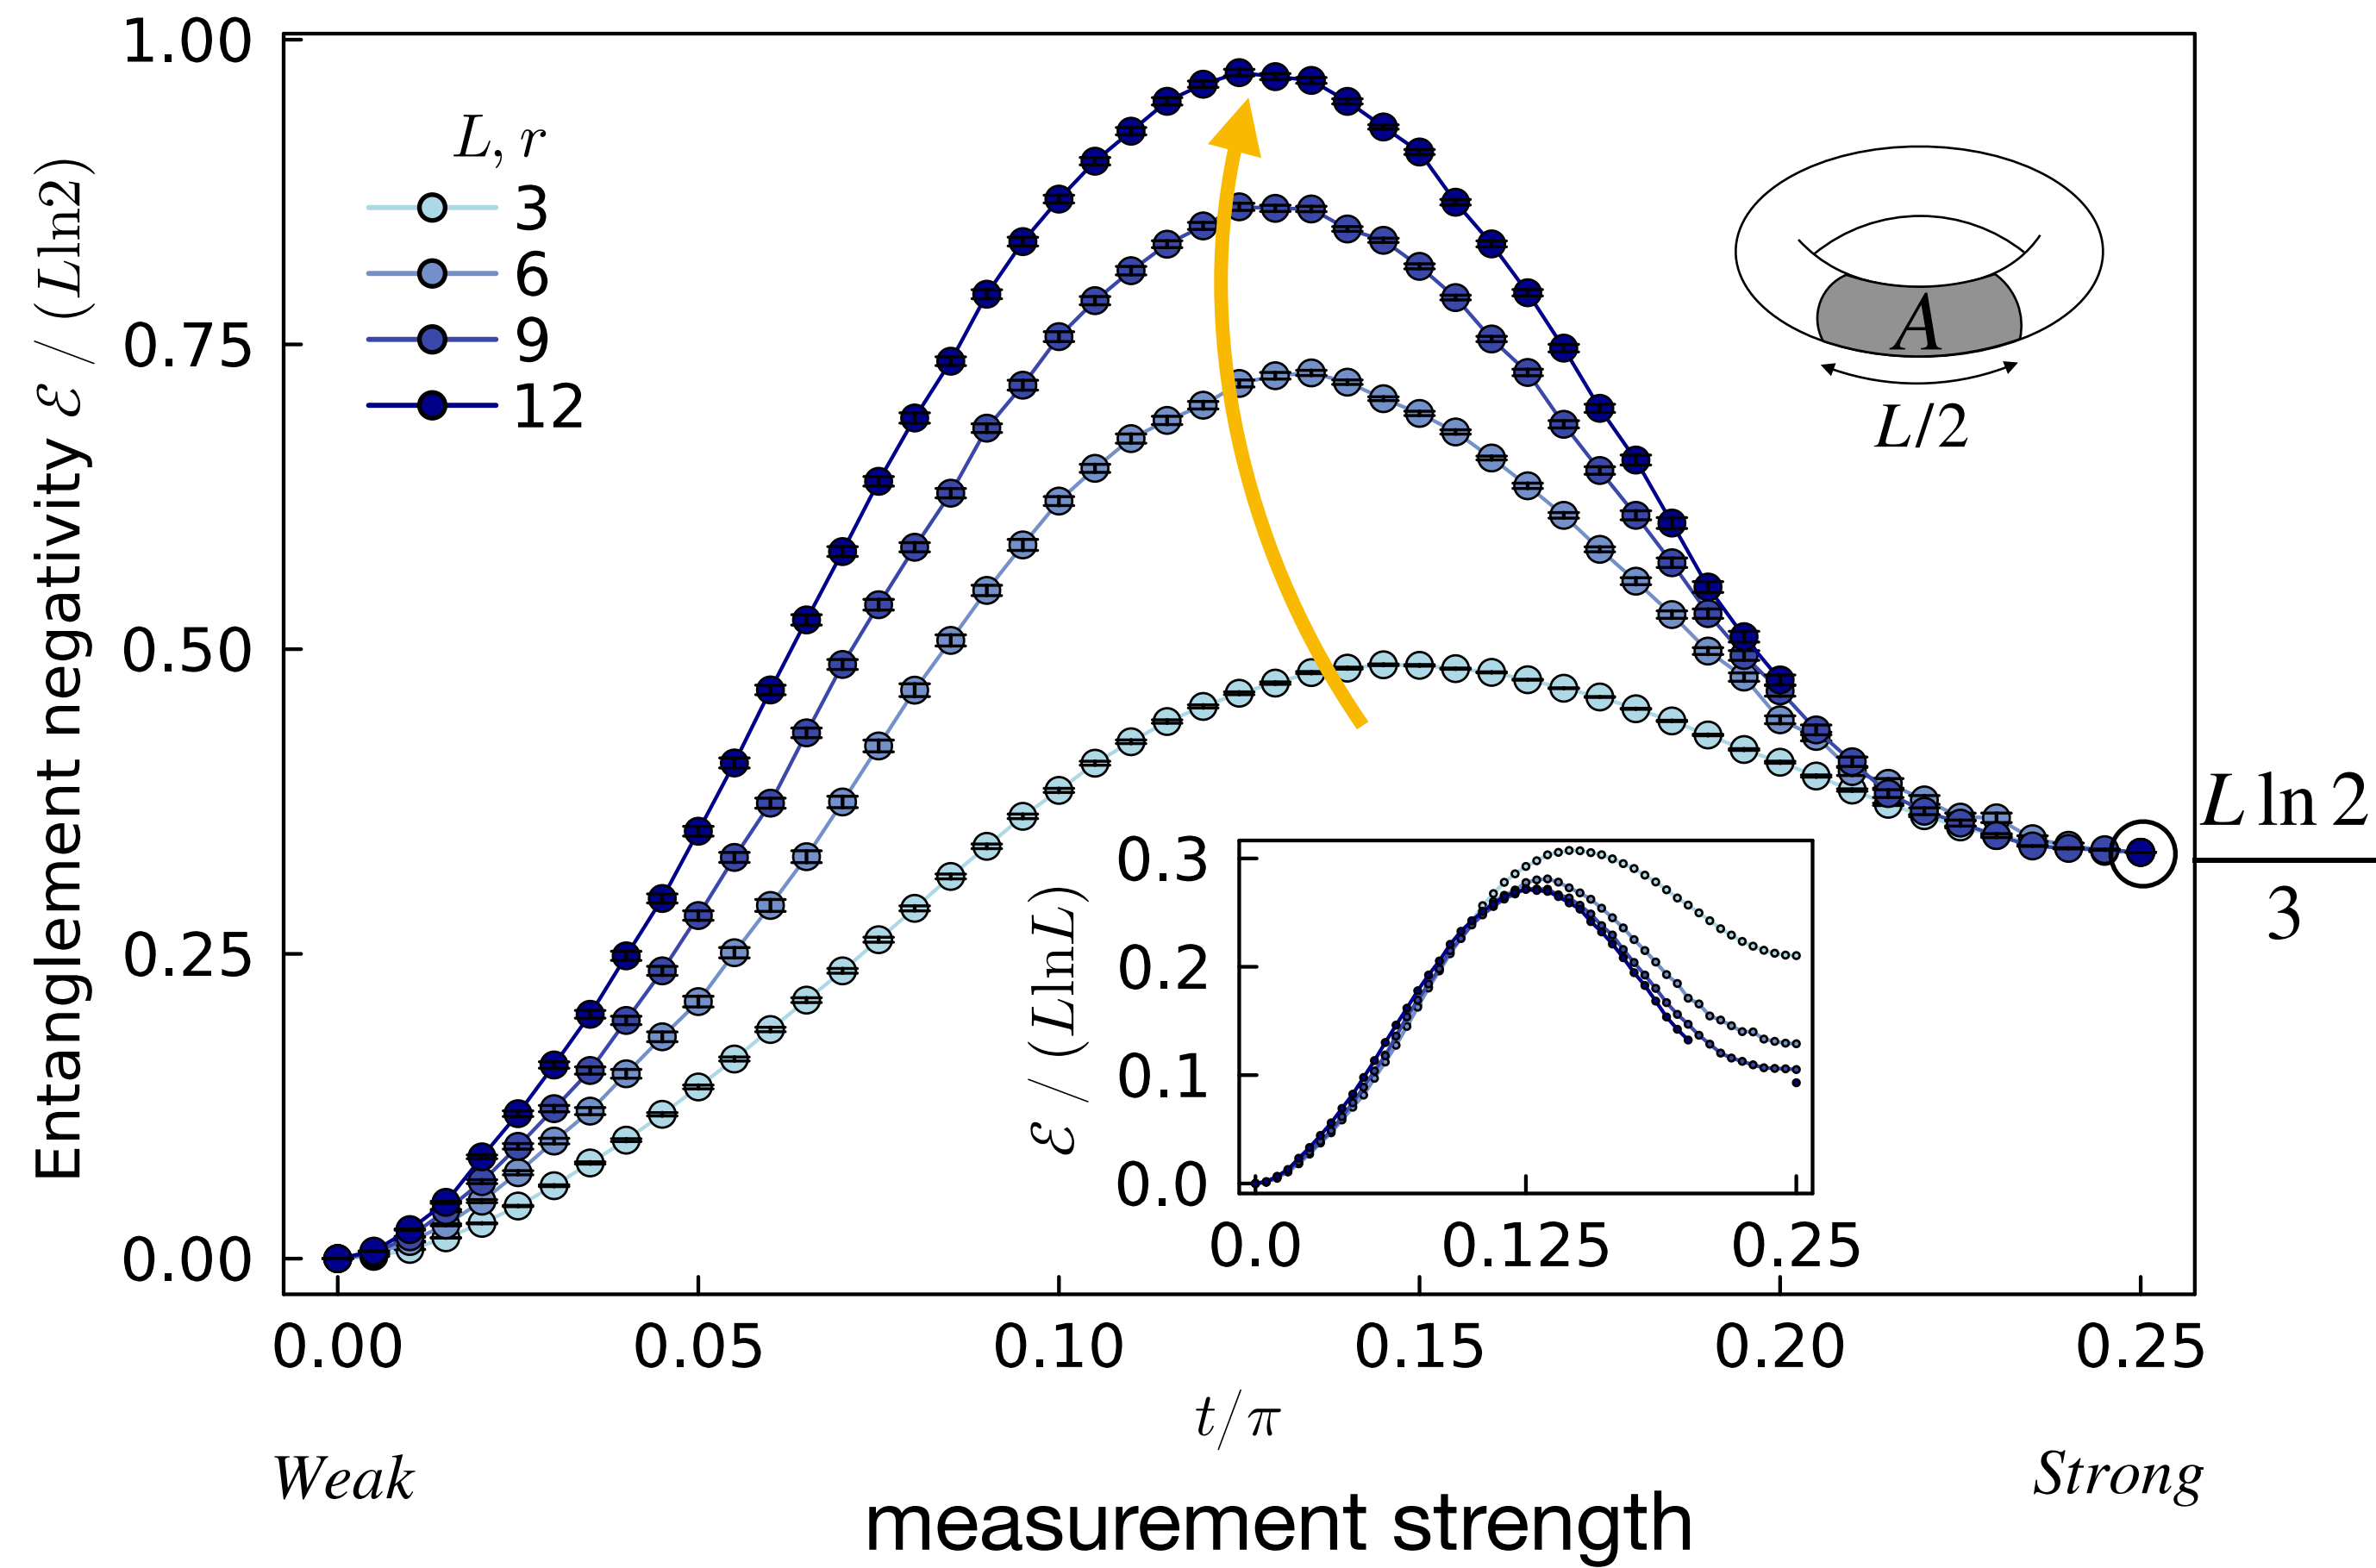 Entanglement negativity ℰ / (Lln2)
1.00
0.75
0.50
0.25
0.00
L, r
3
6
9
12
A
L/2
L ln 2
3
ℰ / (LlnL)
0.3
0.2
0.1
0.0
0.0 0.125 0.25
0.00 0.05 0.10 0.15 0.20 0.25
t/π
Weak Strong
measurement strength